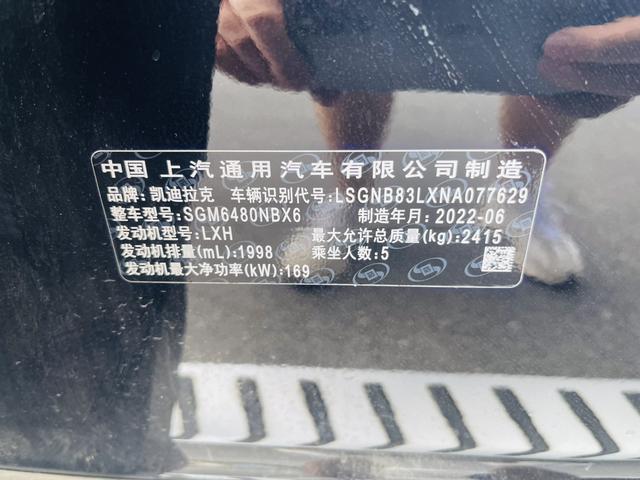 中国 上汽通用汽车有限公司制造
品牌:凯迪拉克 车辆识别代号:LSGNB83LXNA077629
整车型号:SGM6480NBX6 制造年月:2022-06
发动机型号:LXH 最大允许总质量(kg):2415
发动机排量(mL):1998 乘坐人数:5
发动机最大净功率(kW):169